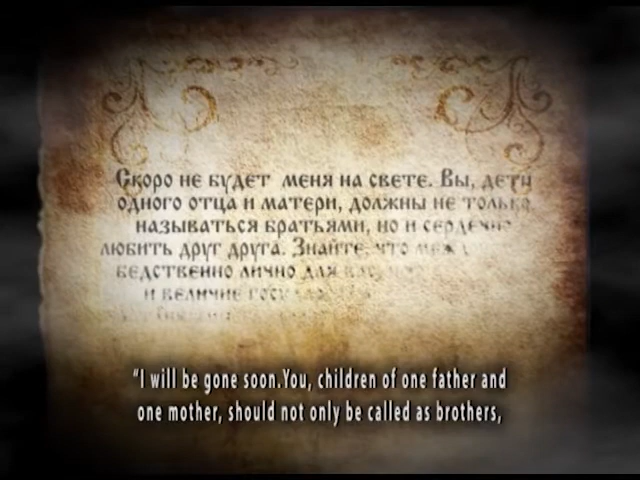 Скоро не будет меня на свете. Вы, дети
одного отца и матери, должны не только
называться братьями, но и сердечно
любить друг друга. Знайте, что
бедственно лично для
и величие
"I will be gone soon.You, children of one father and
one mother, should not only be called as brothers,